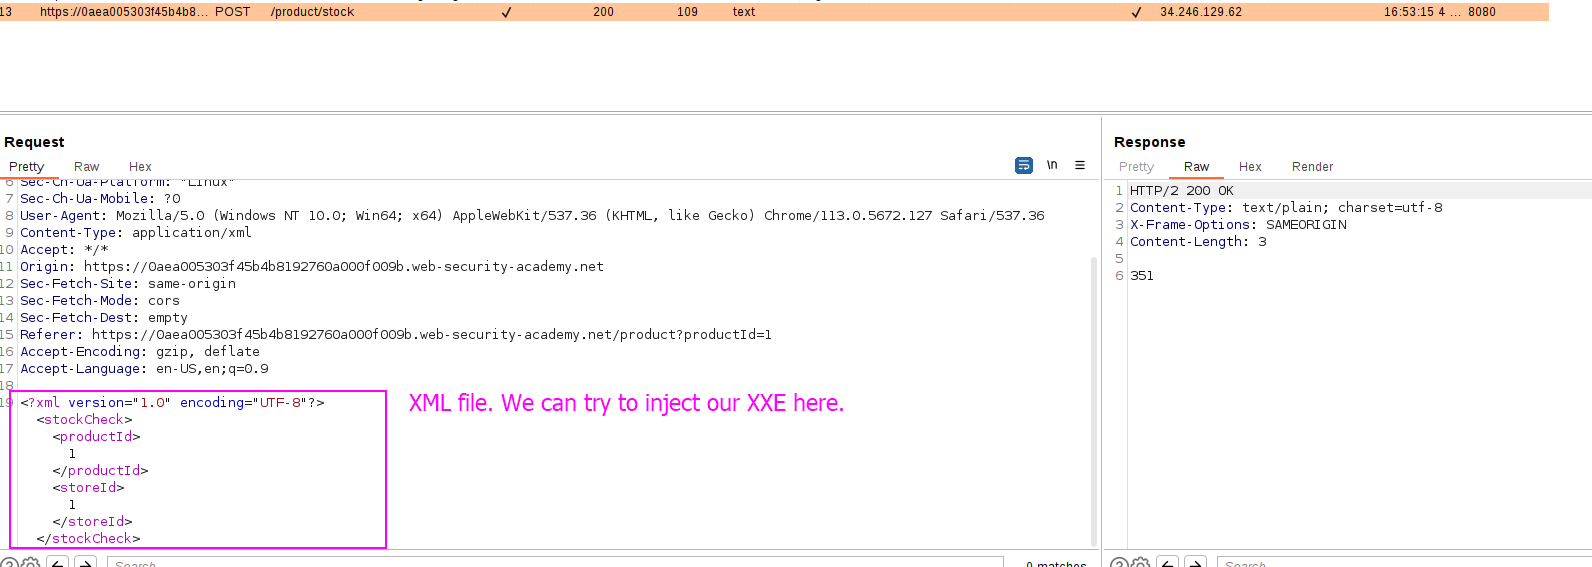 13 https://0aea005303f45b4b8... POST /product/stock ✓ 200 109 text ✓ 34.246.129.62 16:53:15 4 ... 8080
Request
Pretty Raw Hex
\n
6 Sec-Ch-Ua-Platform: "Linux"
7 Sec-Ch-Ua-Mobile: ?0
8 User-Agent: Mozilla/5.0 (Windows NT 10.0; Win64; x64) AppleWebKit/537.36 (KHTML, like Gecko) Chrome/113.0.5672.127 Safari/537.36
9 Content-Type: application/xml
10 Accept: */*
11 Origin: https://0aea005303f45b4b8192760a000f009b.web-security-academy.net
12 Sec-Fetch-Site: same-origin
13 Sec-Fetch-Mode: cors
14 Sec-Fetch-Dest: empty
15 Referer: https://0aea005303f45b4b8192760a000f009b.web-security-academy.net/product?productId=1
16 Accept-Encoding: gzip, deflate
17 Accept-Language: en-US,en;q=0.9
18
19 <?xml version="1.0" encoding="UTF-8"?>
<stockCheck>
<productId>
1
</productId>
<storeId>
1
</storeId>
</stockCheck>
XML file. We can try to inject our XXE here.
Search...
0 matches
Response
Pretty Raw Hex Render
1 HTTP/2 200 OK
2 Content-Type: text/plain; charset=utf-8
3 X-Frame-Options: SAMEORIGIN
4 Content-Length: 3
5
6 351
Search...